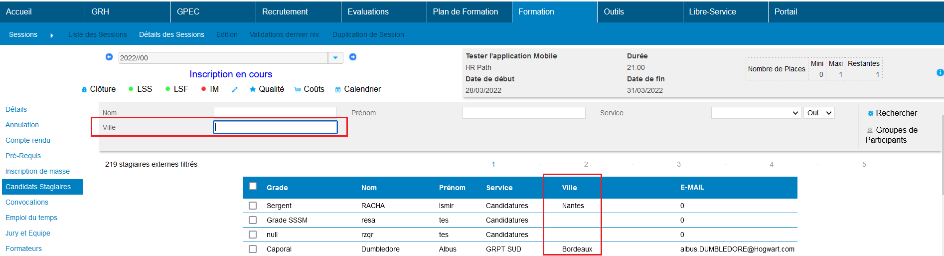 Accueil GRH GPEC Recrutement Evaluations Plan de Formation Formation Outils Libre-Service Portail
Sessions Liste des Sessions Détails des Sessions Edition Validations dernier niv. Duplication de Session
2022//00
Inscription en cours
Clôture LSS LSF IM Qualité Coûts Calendrier
Tester l'application Mobile Durée
HR Path 21.00
Date de début Date de fin
28/03/2022 31/03/2022
Nombre de Places Mini Maxi Restantes
0 1 1
Détails
Annulation
Compte rendu
Pré-Requis
Inscription de masse
Candidats Stagiaires
Convocations
Emploi du temps
Jury et Equipe
Formateurs
Nom Prénom Service Oui
Ville
Rechercher
Groupes de
Participants
219 stagiaires externes filtrés 1 2 3 4 5
Grade Nom Prénom Service Ville E-MAIL
Sergent RACHA Ismir Candidatures Nantes 0
Grade SSSM resa tes Candidatures 0
null rzqr tes Candidatures 0
Caporal Dumbledore Albus GRPT SUD Bordeaux albus.DUMBLEDORE@Hogwart.com